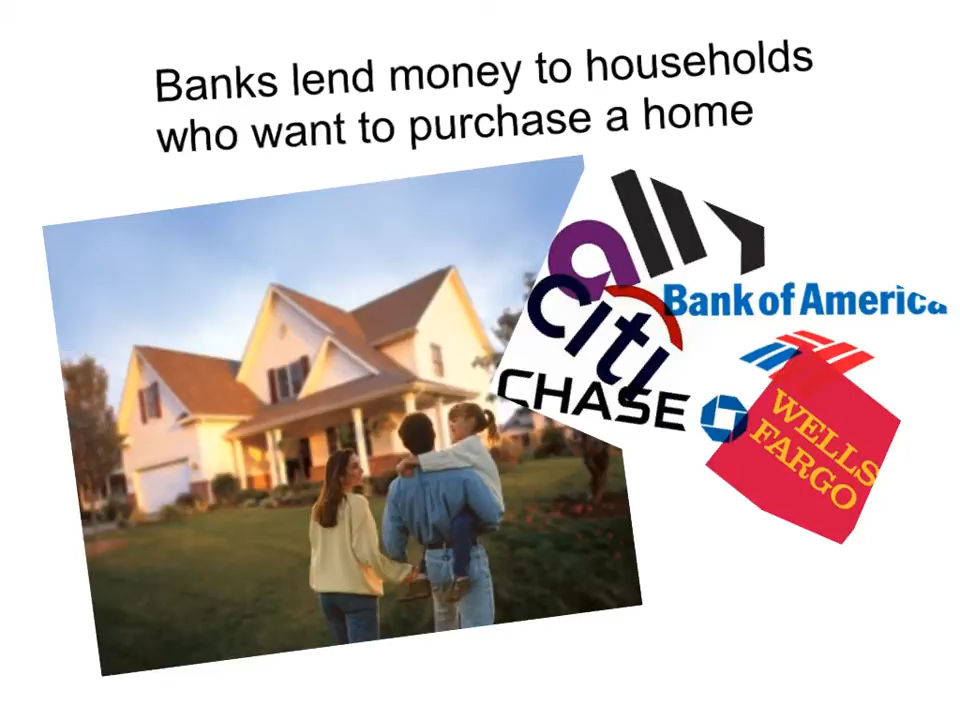 Banks lend money to households
who want to purchase a home
ally
citi
Bank of America
CHASE
WELLS
FARGO